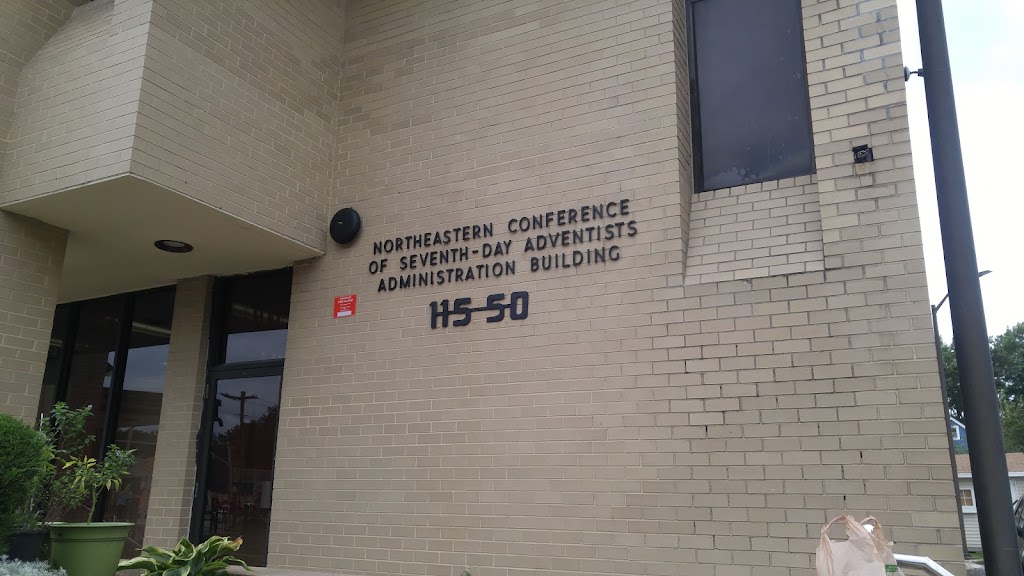 NORTHEASTERN CONFERENCE
OF SEVENTH-DAY ADVENTISTS
ADMINISTRATION BUILDING
115-50